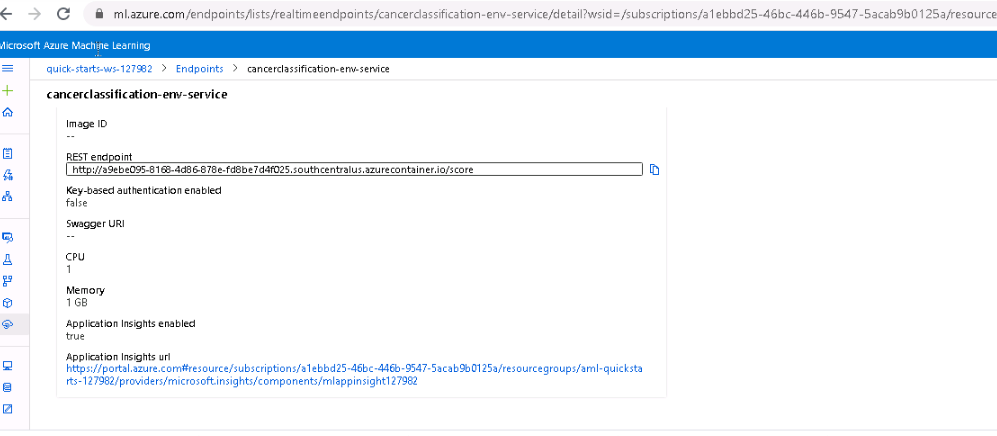 ml.azure.com/endpoints/lists/realtimeendpoints/cancerclassification-env-service/detail?wsid=/subscriptions/a1ebbd25-46bc-446b-9547-5acab9b0125a/resource
Microsoft Azure Machine Learning
quick-starts-ws-127982 > Endpoints > cancerclassification-env-service
cancerclassification-env-service
Image ID
--
REST endpoint
http://a9ebe095-8168-4d86-878e-fd8be7d4f025.southcentralus.azurecontainer.io/score
Key-based authentication enabled
false
Swagger URI
--
CPU
1
Memory
1 GB
Application Insights enabled
true
Application Insights url
https://portal.azure.com#resource/subscriptions/a1ebbd25-46bc-446b-9547-5acab9b0125a/resourcegroups/aml-quicksta
rts-127982/providers/microsoft.insights/components/mlappinsight127982